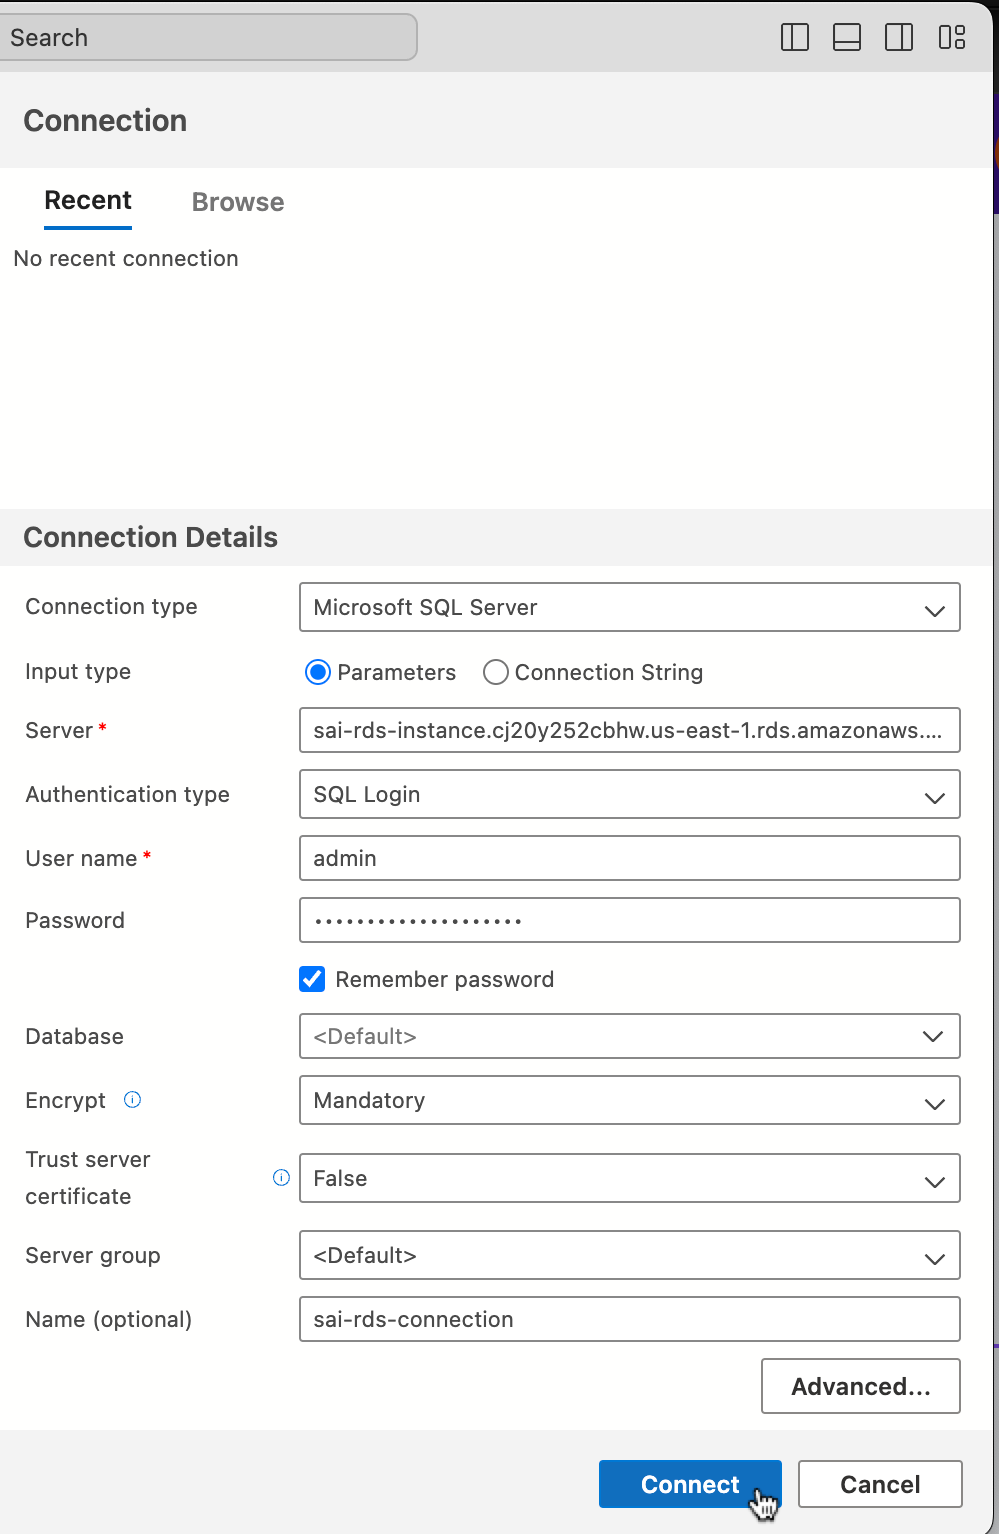 Search
Connection
Recent Browse
No recent connection
Connection Details
Connection type Microsoft SQL Server
Input type Parameters Connection String
Server * sai-rds-instance.cj20y252cbhw.us-east-1.rds.amazonaws....
Authentication type SQL Login
User name * admin
Password ••••••••••••••••••••
Remember password
Database <Default>
Encrypt Mandatory
Trust server
certificate False
Server group <Default>
Name (optional) sai-rds-connection
Advanced...
Connect Cancel